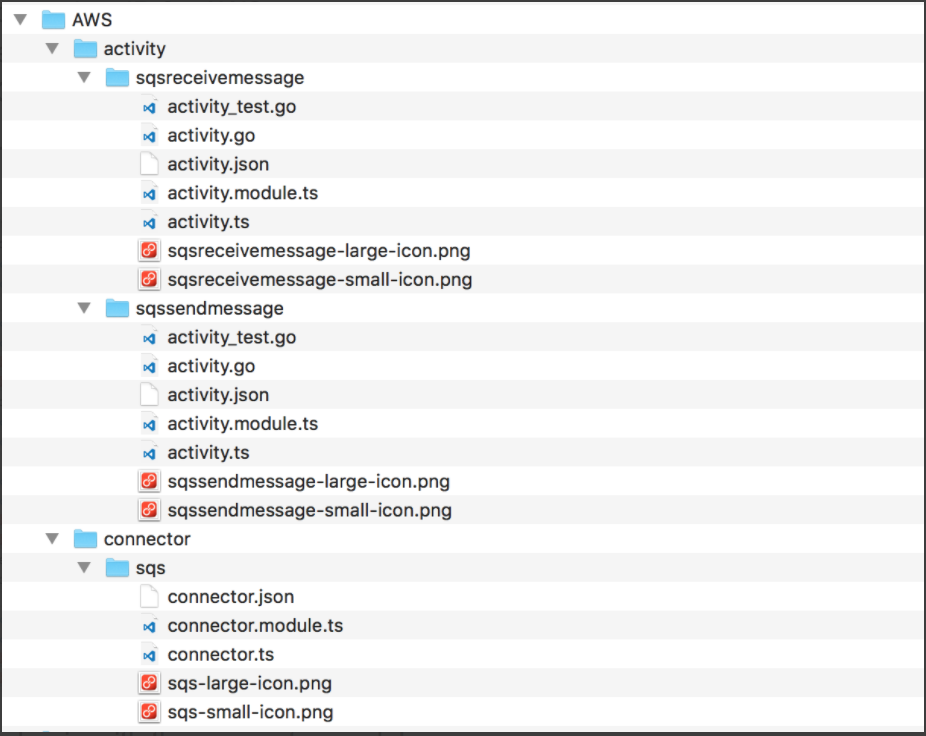 AWS
activity
sqsreceivemessage
activity_test.go
activity.go
activity.json
activity.module.ts
activity.ts
sqsreceivemessage-large-icon.png
sqsreceivemessage-small-icon.png
sqssendmessage
activity_test.go
activity.go
activity.json
activity.module.ts
activity.ts
sqssendmessage-large-icon.png
sqssendmessage-small-icon.png
connector
sqs
connector.json
connector.module.ts
connector.ts
sqs-large-icon.png
sqs-small-icon.png